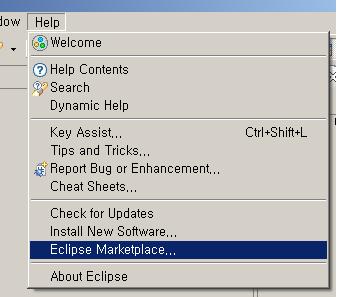 dow Help
Welcome
Help Contents
Search
Dynamic Help
Key Assist... Ctrl+Shift+L
Tips and Tricks...
Report Bug or Enhancement...
Cheat Sheets...
Check for Updates
Install New Software...
Eclipse Marketplace...
About Eclipse